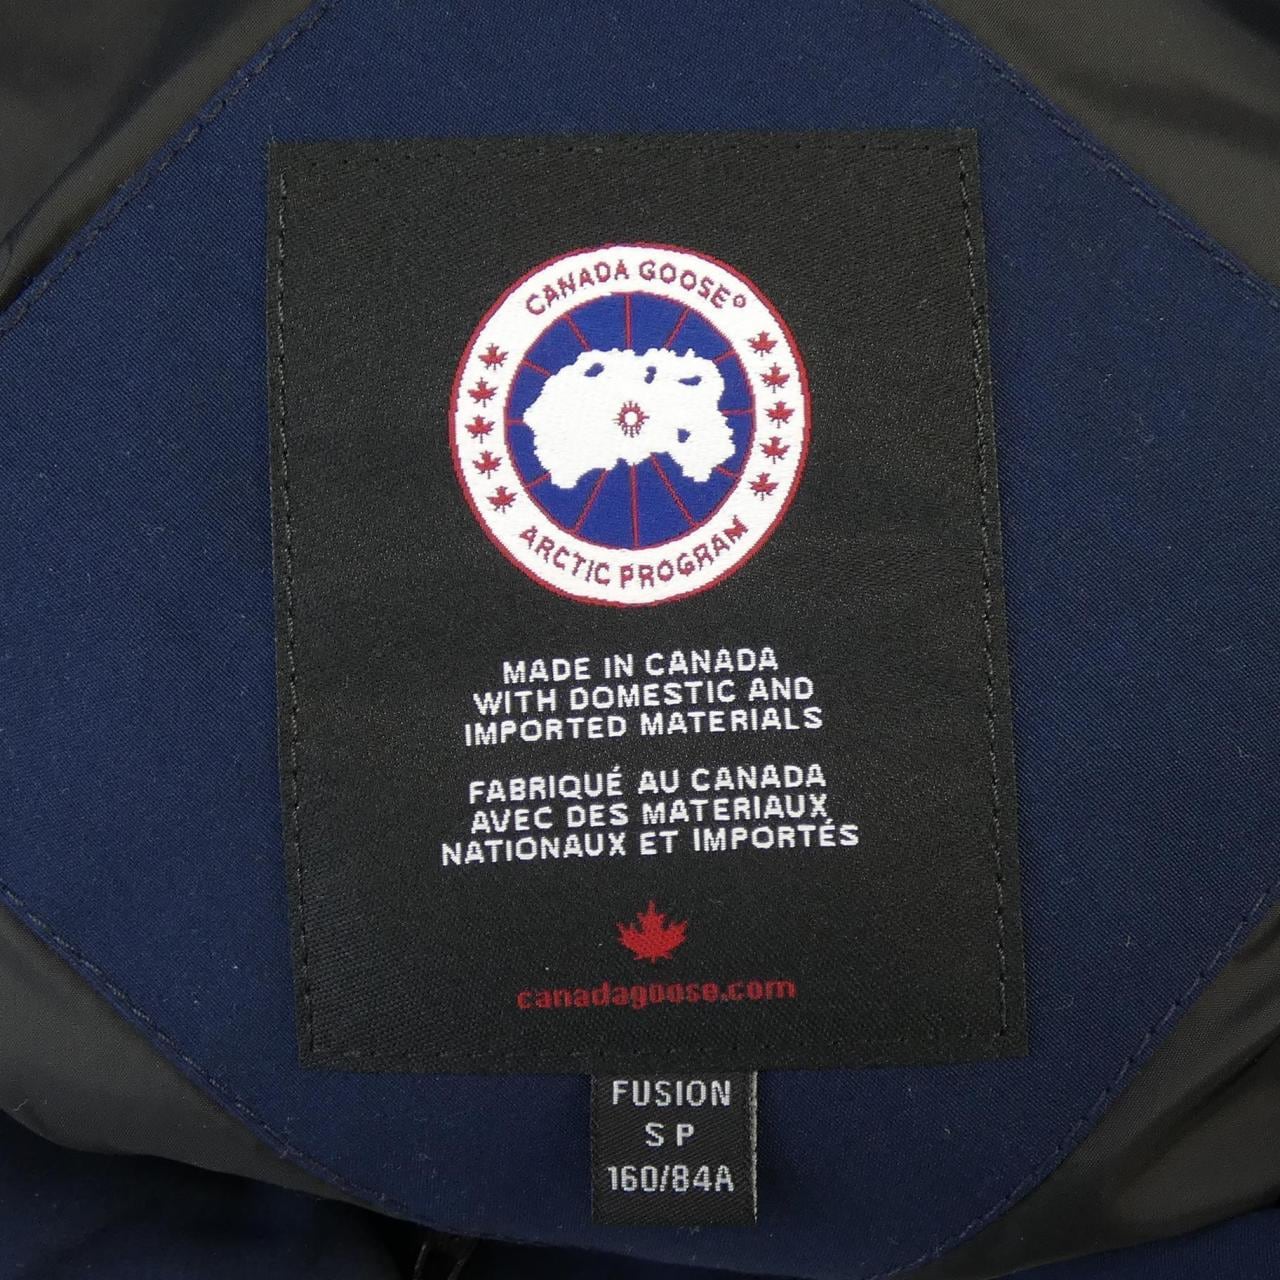 CANADA GOOSE®
ARCTIC PROGRAM
MADE IN CANADA
WITH DOMESTIC AND
IMPORTED MATERIALS
FABRIQUÉ AU CANADA
AVEC DES MATERIAUX
NATIONAUX ET IMPORTÉS
canadagoose.com
FUSION
SP
160/84A